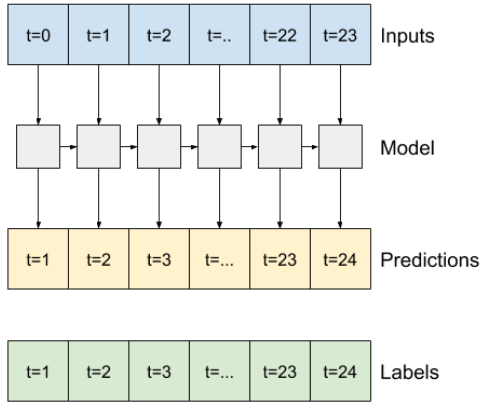 t=0 t=1 t=2 t=.. t=22 t=23 Inputs
Model
t=1 t=2 t=3 t=... t=23 t=24 Predictions
t=1 t=2 t=3 t=... t=23 t=24 Labels